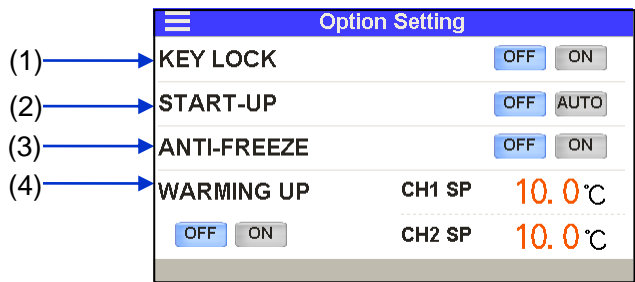 Option Setting
(1) KEY LOCK OFF ON
(2) START-UP OFF AUTO
(3) ANTI-FREEZE OFF ON
(4) WARMING UP CH1 SP 10.0℃
OFF ON CH2 SP 10.0℃